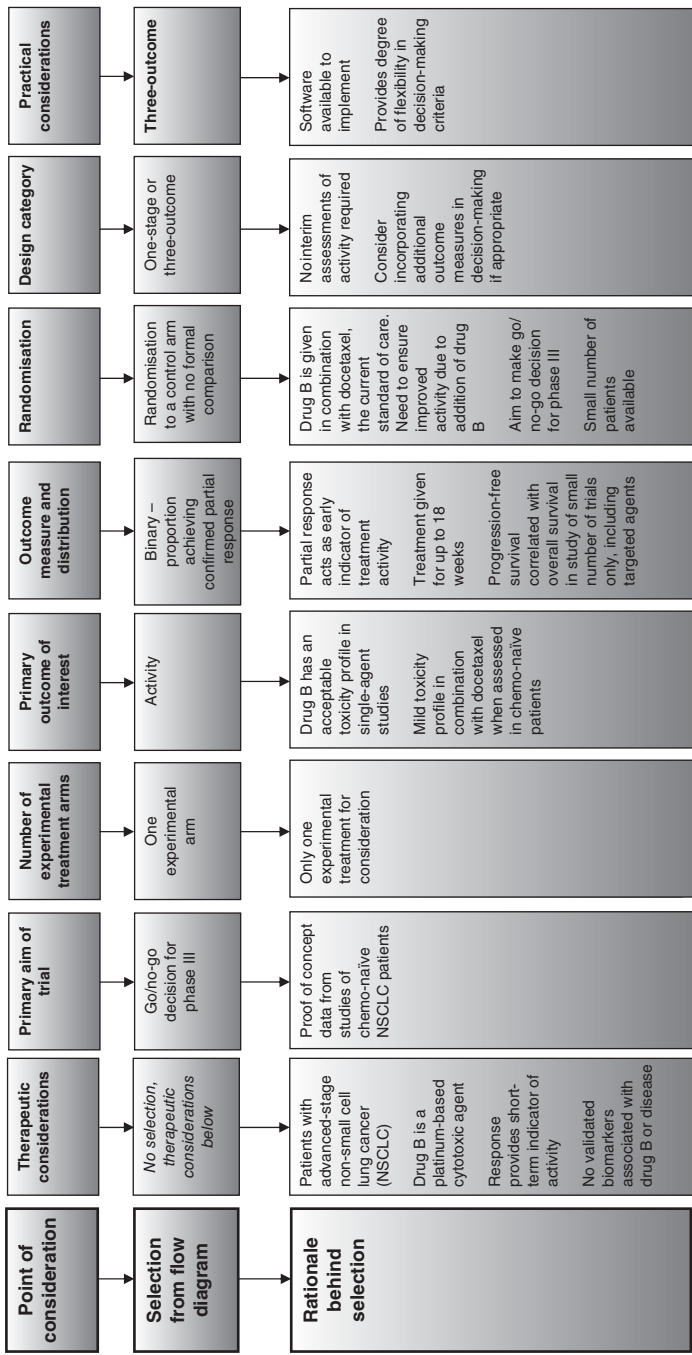 Point of
consideration
Selection
from flow
diagram
Rationale
behind
selection
Therapeutic
considerations
No selection,
therapeutic
considerations
below
Patients with
advanced-stage
non-small cell
lung cancer
(NSCLC)
Drug B is a
platinum-based
cytotoxic agent
Response
provides short-
term indicator of
activity
No validated
biomarkers
associated with
drug B or disease
Primary aim of
trial
Go/no-go
decision for
phase III
Proof of concept
data from
studies of
chemo-naïve
NSCLC patients
Number of
experimental
treatment arms
One
experimental
arm
Only one
experimental
treatment for
consideration
Primary
outcome of
interest
Activity
Drug B has an
acceptable
toxicity profile in
single-agent
studies
Mild toxicity
profile in
combination
with docetaxel
when assessed
in chemo-naïve
patients
Outcome
measure and
distribution
Binary –
proportion
achieving
confirmed partial
response
Partial response
acts as early
indicator of
treatment
activity
Treatment given
for up to 18
weeks
Progression-free
survival
correlated with
overall survival
in study of small
number of trials
only, including
targeted agents
Randomisation
Randomisation
to a control arm
with no formal
comparison
Drug B is given
in combination
with docetaxel,
the current
standard of care.
Need to ensure
improved
activity due to
addition of drug
B
Aim to make go/
no-go decision
for phase III
Small number of
patients
available
Design category
One-stage or
three-outcome
Nointerim
assessments of
activity required
Consider
incorporating
additional
outcome
measures in
decision-making
if appropriate
Practical
considerations
Three-outcome
Software
available to
implement
Provides degree
of flexibility in
decision-making
criteria